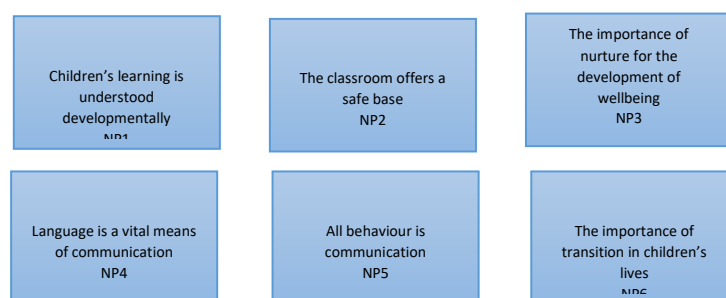 Children’s learning is
understood
developmentally
NP1
The classroom offers a
safe base
NP2
The importance of
nurture for the
development of
wellbeing
NP3
Language is a vital means
of communication
NP4
All behaviour is
communication
NP5
The importance of
transition in children’s
lives
NP6